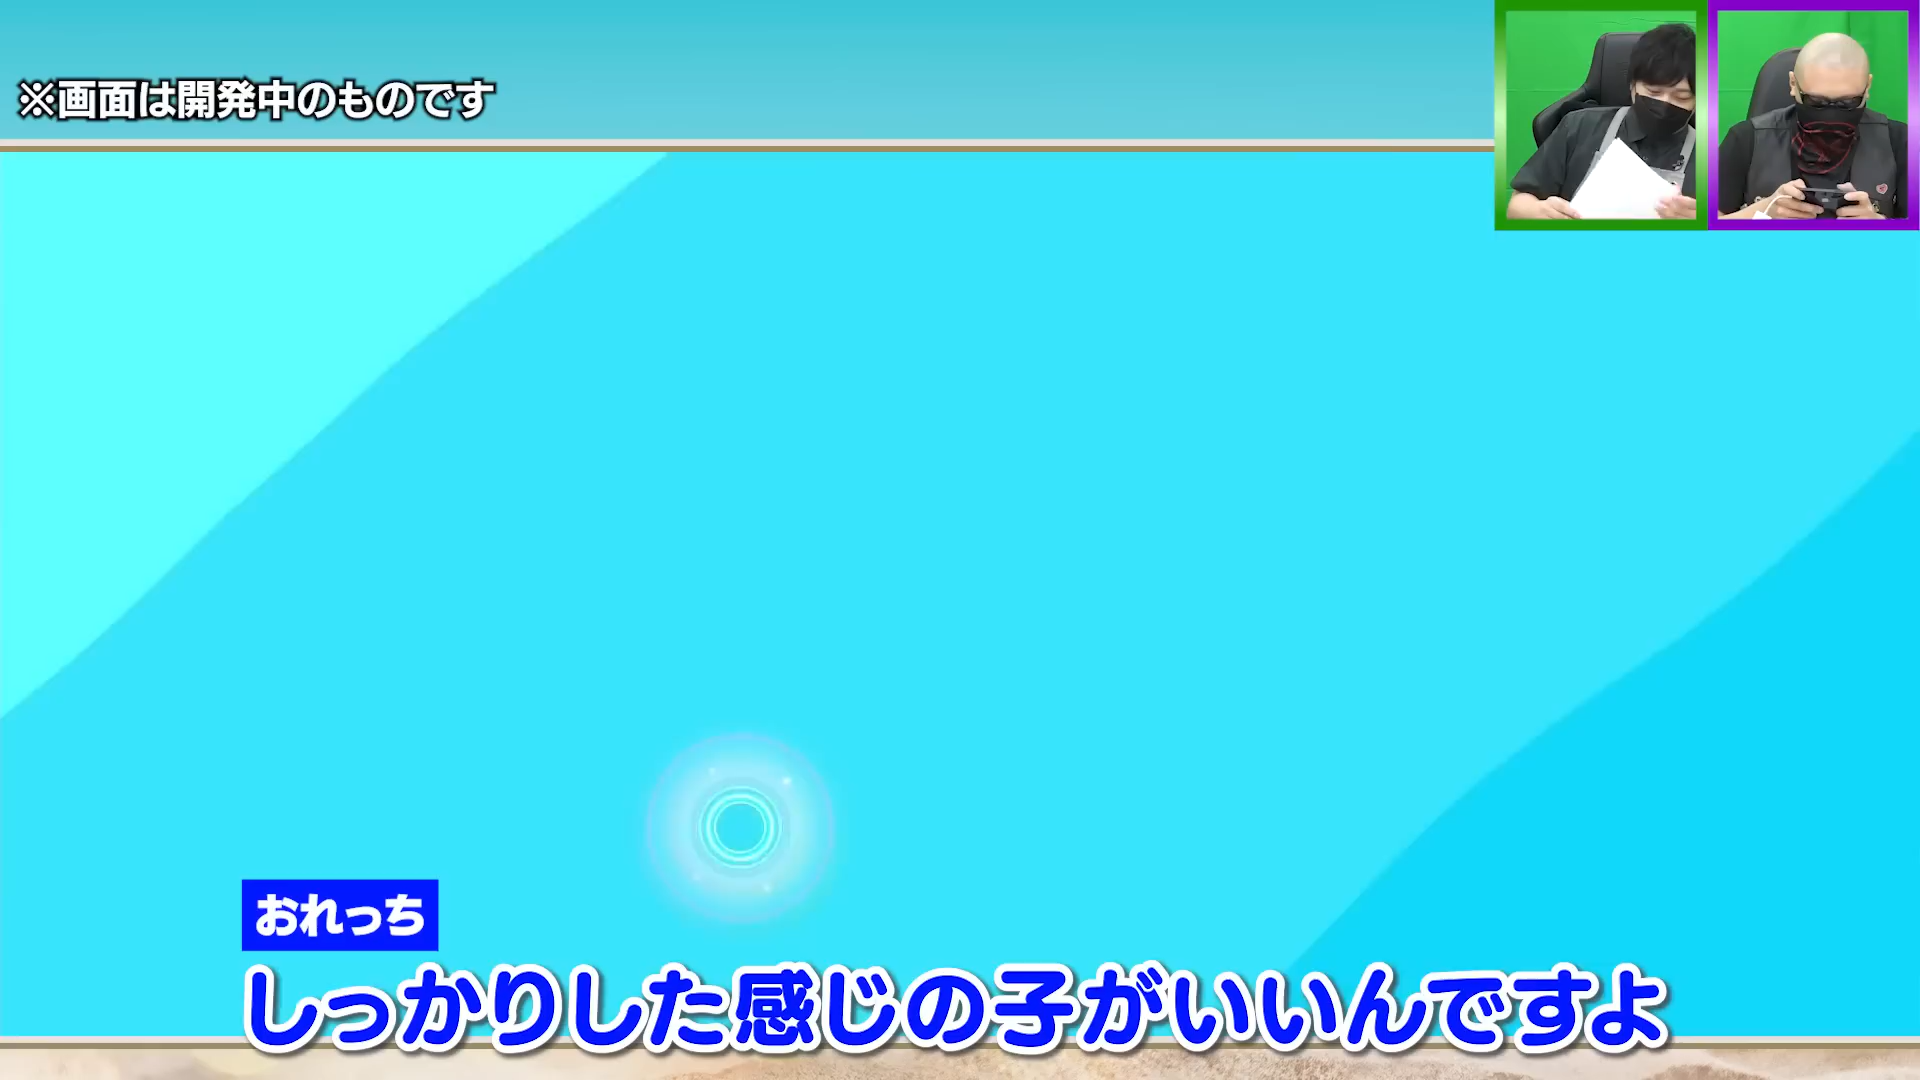 ※画面は開発中のものです
おれっち
しっかりした感じの子がいいんですよ